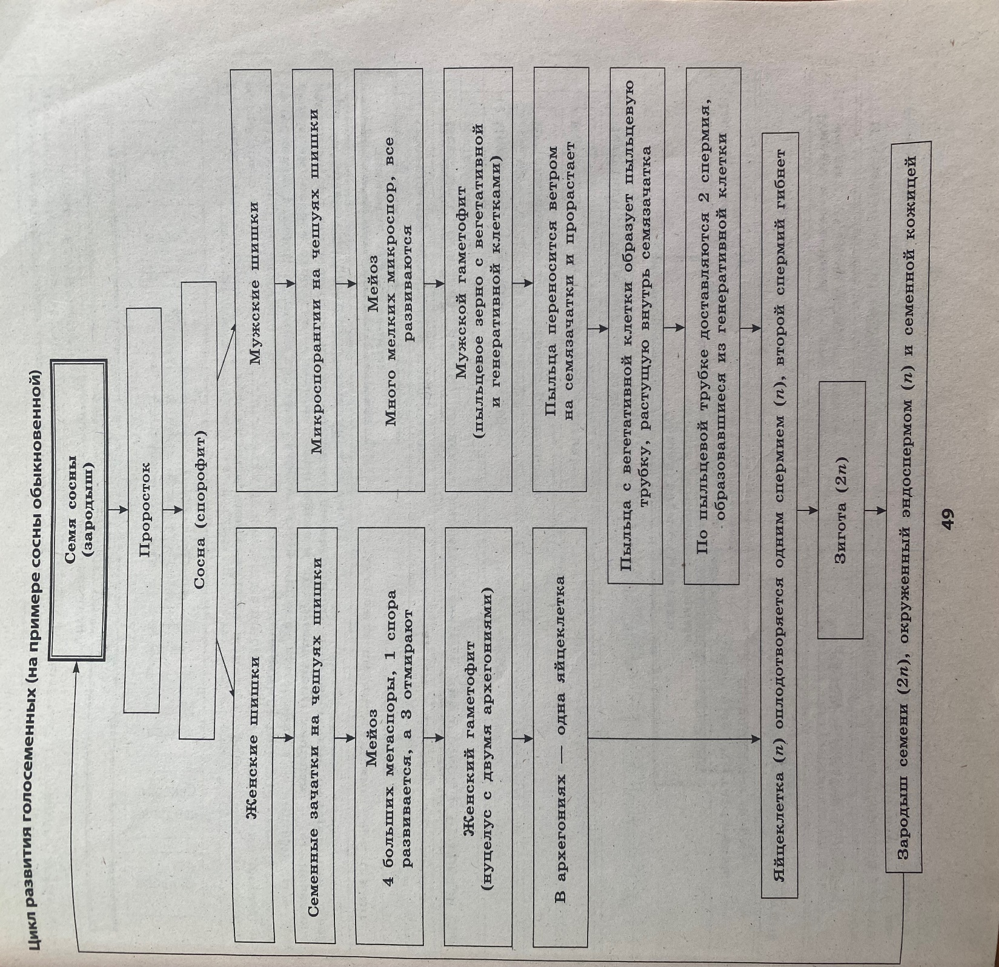 Цикл развития голосеменных (на примере сосны обыкновенной)
Семя сосны
(зародыш)
Проросток
Сосна (спорофит)
Женские шишки
Мужские шишки
Семенные зачатки на чешуях шишки
Микроспорангии на чешуях шишки
Мейоз
4 больших мегаспоры, 1 спора
развивается, а 3 отмирают
Мейоз
Много мелких микроспор, все
развиваются
Женский гаметофит
(нуцелус с двумя архегониями)
Мужской гаметофит
(пыльцевое зерно с вегетативной
и генеративной клетками)
В архегониях — одна яйцеклетка
Пыльца переносится ветром
на семязачатки и прорастает
Пыльца с вегетативной клетки образует пыльцевую
трубку, растущую внутрь семязачатка
По пыльцевой трубке доставляются 2 спермия,
образовавшиеся из генеративной клетки
Яйцеклетка (n) оплодотворяется одним спермием (n), второй спермий гибнет
Зигота (2n)
Зародыш семени (2n), окруженный эндоспермом (n) и семенной кожицей
49